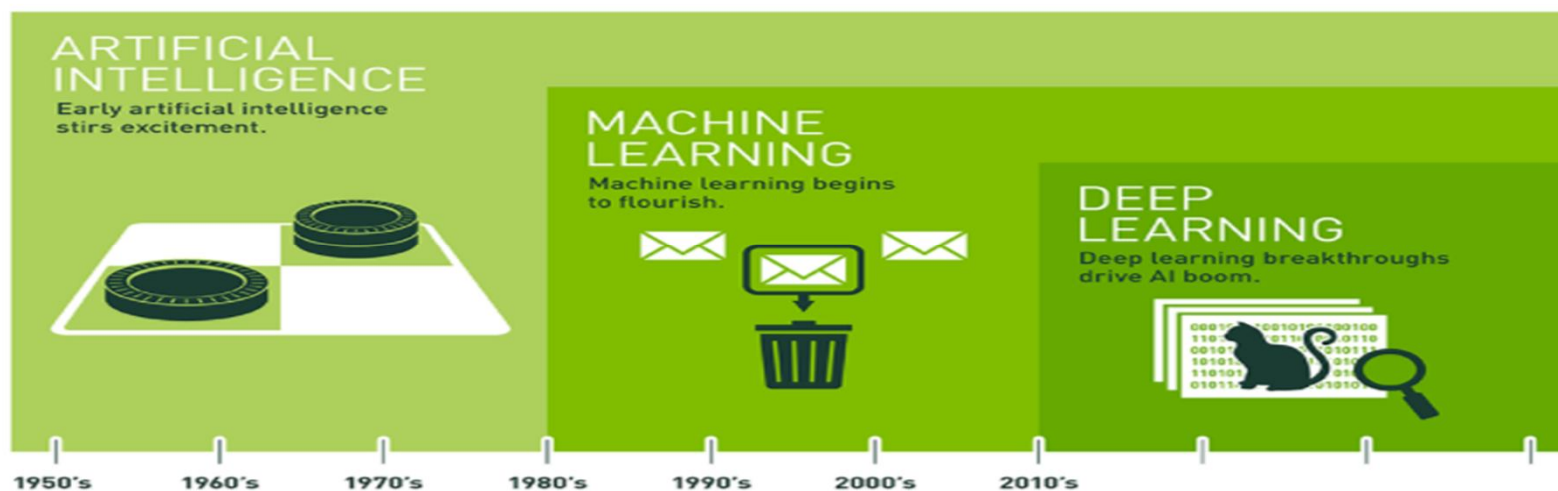 ARTIFICIAL
INTELLIGENCE
Early artificial intelligence
stirs excitement.
MACHINE
LEARNING
Machine learning begins
to flourish.
DEEP
LEARNING
Deep learning breakthroughs
drive AI boom.
1950's 1960's 1970's 1980's 1990's 2000's 2010's